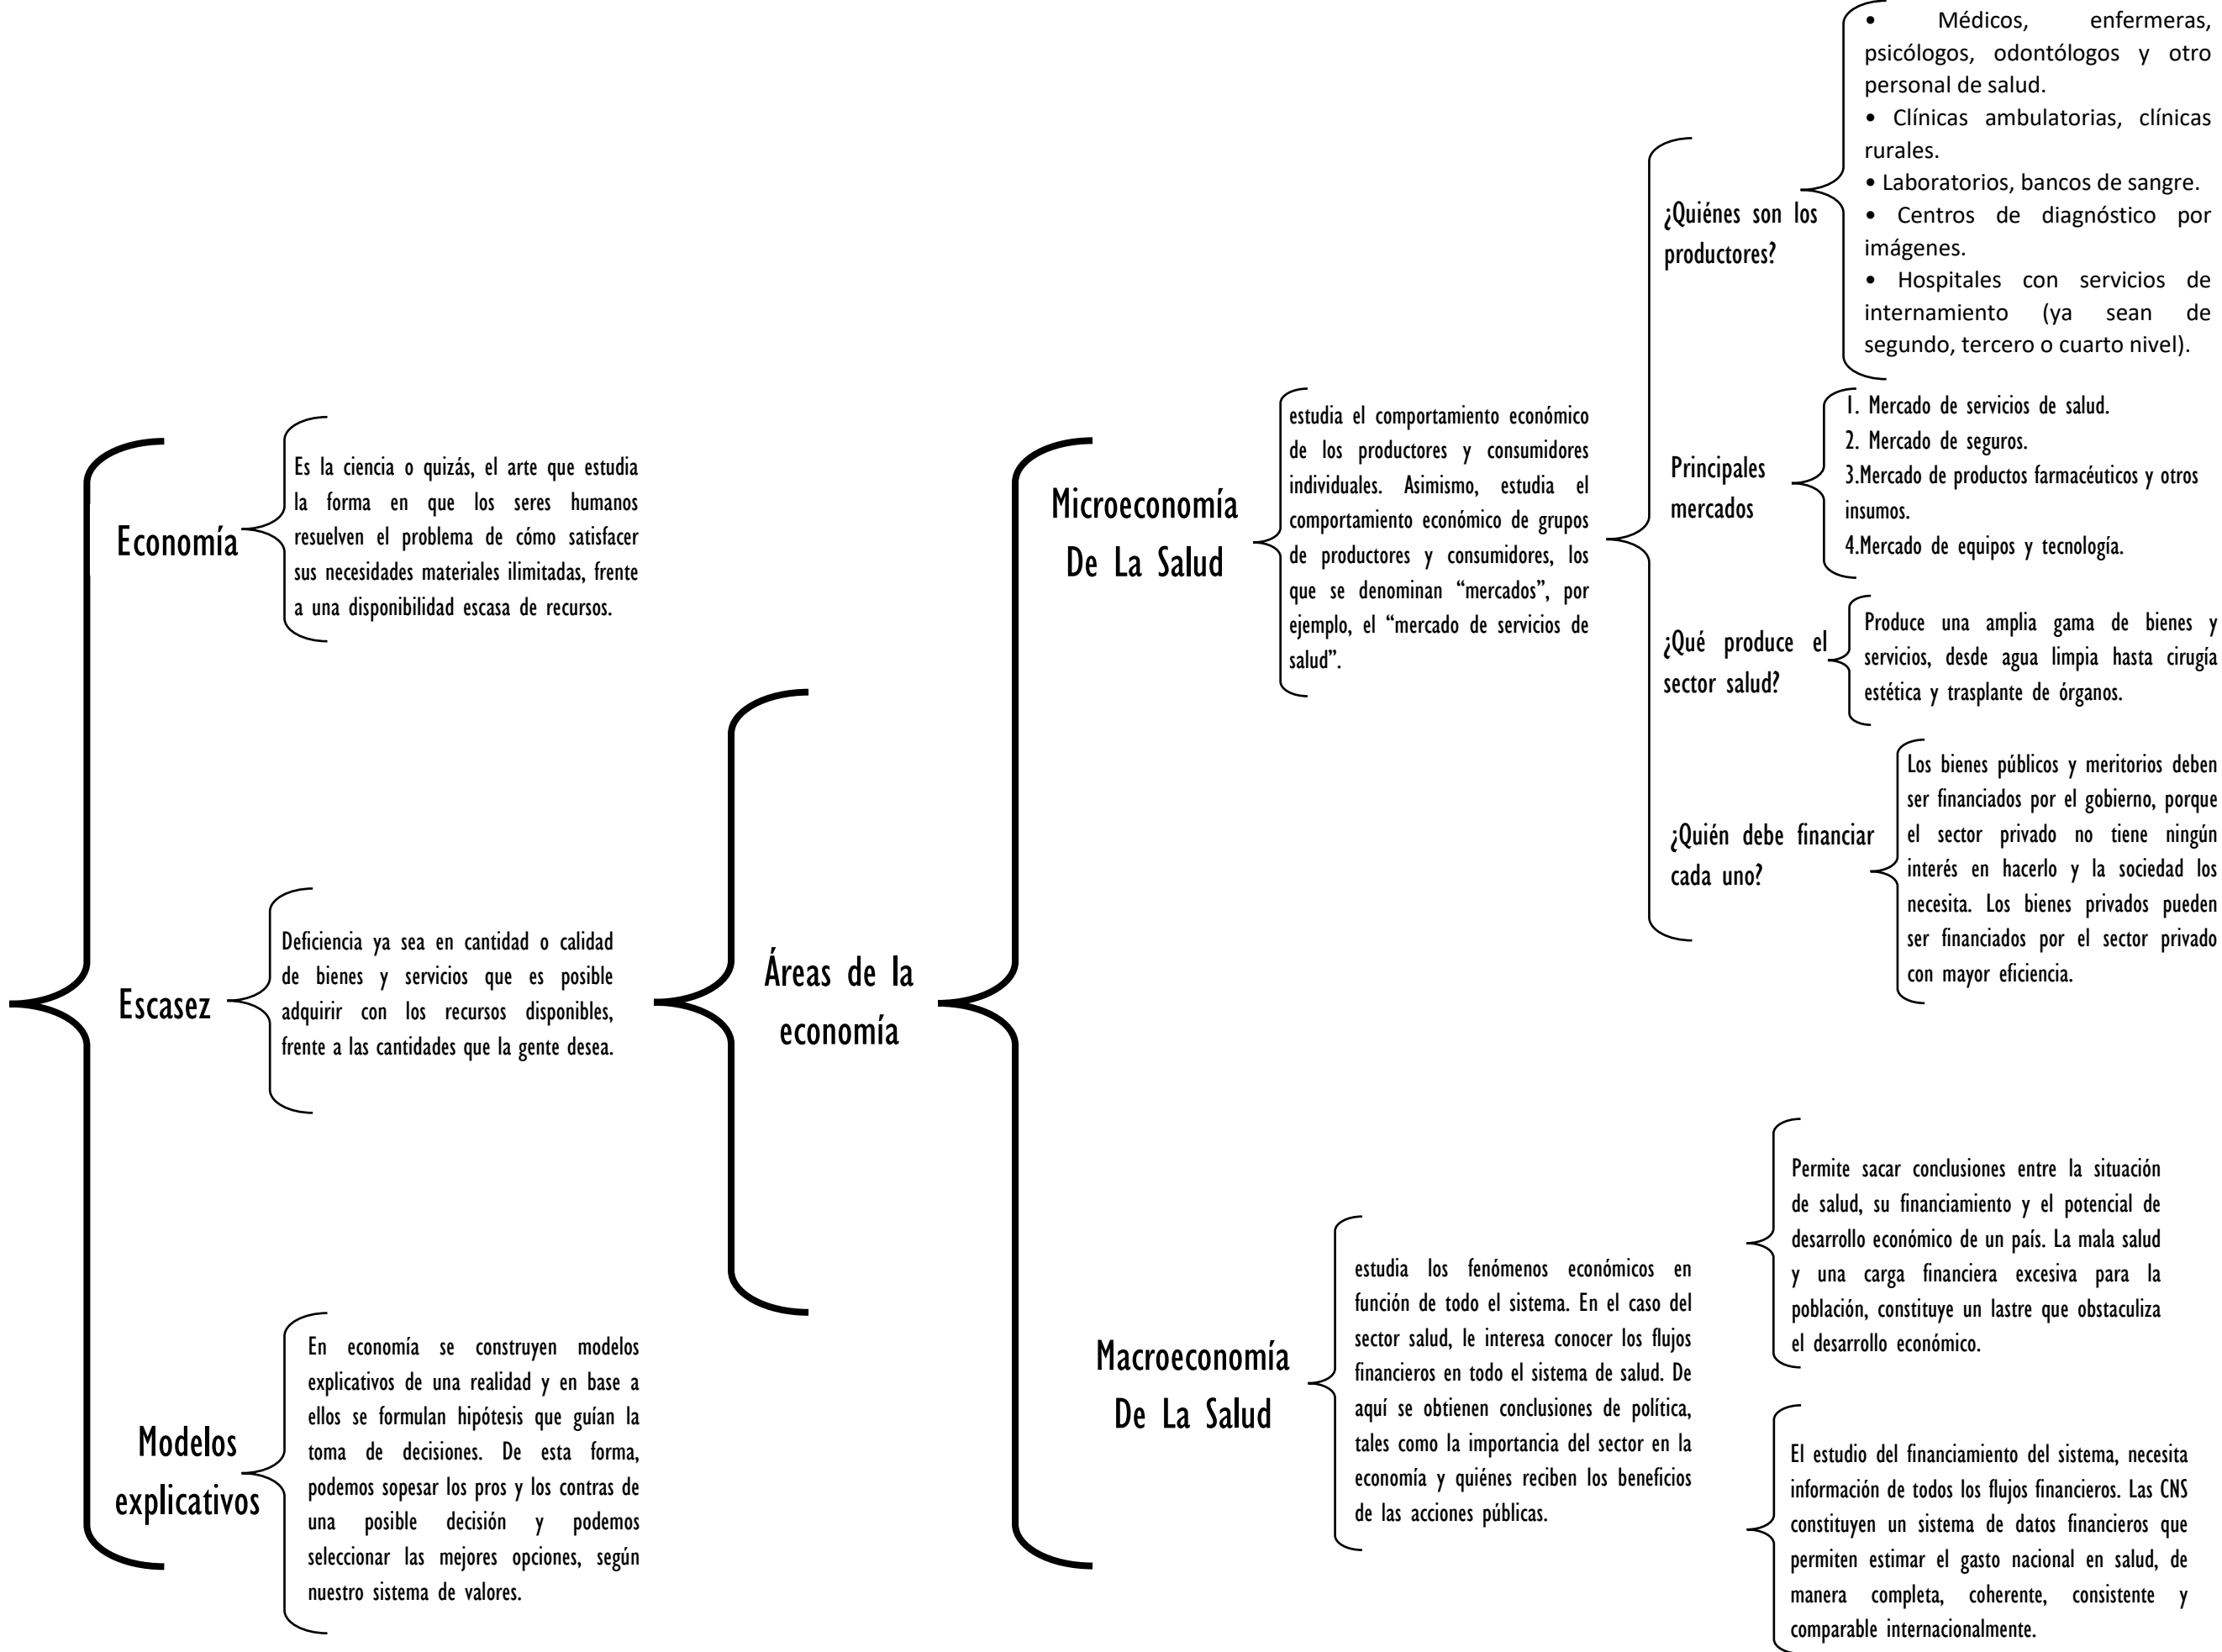 Economía
Es la ciencia o quizás, el arte que estudia
la forma en que los seres humanos
resuelven el problema de cómo satisfacer
sus necesidades materiales ilimitadas, frente
a una disponibilidad escasa de recursos.
Escasez
Deficiencia ya sea en cantidad o calidad
de bienes y servicios que es posible
adquirir con los recursos disponibles,
frente a las cantidades que la gente desea.
Modelos
explicativos
En economía se construyen modelos
explicativos de una realidad y en base a
ellos se formulan hipótesis que guían la
toma de decisiones. De esta forma,
podemos sopesar los pros y los contras de
una posible decisión y podemos
seleccionar las mejores opciones, según
nuestro sistema de valores.
Áreas de la
economía
Microeconomía
De La Salud
estudia el comportamiento económico
de los productores y consumidores
individuales. Asimismo, estudia el
comportamiento económico de grupos
de productores y consumidores, los
que se denominan “mercados”, por
ejemplo, el “mercado de servicios de
salud”.
¿Quiénes son los
productores?
• Médicos, enfermeras,
psicólogos, odontólogos y otro
personal de salud.
• Clínicas ambulatorias, clínicas
rurales.
• Laboratorios, bancos de sangre.
• Centros de diagnóstico por
imágenes.
• Hospitales con servicios de
internamiento (ya sean de
segundo, tercero o cuarto nivel).
Principales
mercados
1. Mercado de servicios de salud.
2. Mercado de seguros.
3.Mercado de productos farmacéuticos y otros
insumos.
4.Mercado de equipos y tecnología.
¿Qué produce el
sector salud?
Produce una amplia gama de bienes y
servicios, desde agua limpia hasta cirugía
estética y trasplante de órganos.
¿Quién debe financiar
cada uno?
Los bienes públicos y meritorios deben
ser financiados por el gobierno, porque
el sector privado no tiene ningún
interés en hacerlo y la sociedad los
necesita. Los bienes privados pueden
ser financiados por el sector privado
con mayor eficiencia.
Macroeconomía
De La Salud
estudia los fenómenos económicos en
función de todo el sistema. En el caso del
sector salud, le interesa conocer los flujos
financieros en todo el sistema de salud. De
aquí se obtienen conclusiones de política,
tales como la importancia del sector en la
economía y quiénes reciben los beneficios
de las acciones públicas.
Permite sacar conclusiones entre la situación
de salud, su financiamiento y el potencial de
desarrollo económico de un país. La mala salud
y una carga financiera excesiva para la
población, constituye un lastre que obstaculiza
el desarrollo económico.
El estudio del financiamiento del sistema, necesita
información de todos los flujos financieros. Las CNS
constituyen un sistema de datos financieros que
permiten estimar el gasto nacional en salud, de
manera completa, coherente, consistente y
comparable internacionalmente.